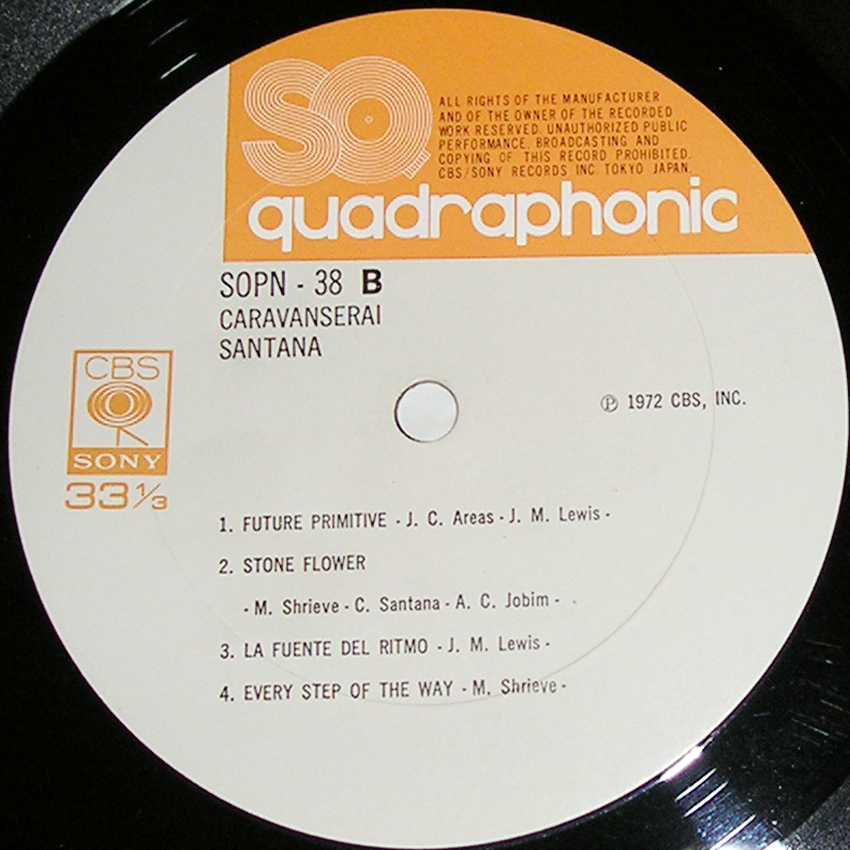 SQ
ALL RIGHTS OF THE MANUFACTURER
AND OF THE OWNER OF THE RECORDED
WORK RESERVED. UNAUTHORIZED PUBLIC
PERFORMANCE, BROADCASTING AND
COPYING OF THIS RECORD PROHIBITED.
CBS/SONY RECORDS INC. TOKYO JAPAN.
quadraphonic
SOPN - 38 B
CARAVANSERAI
SANTANA
CBS
SONY
33 1/3
℗ 1972 CBS, INC.
1. FUTURE PRIMITIVE - J. C. Areas - J. M. Lewis -
2. STONE FLOWER
- M. Shrieve - C. Santana - A. C. Jobim -
3. LA FUENTE DEL RITMO - J. M. Lewis -
4. EVERY STEP OF THE WAY - M. Shrieve -